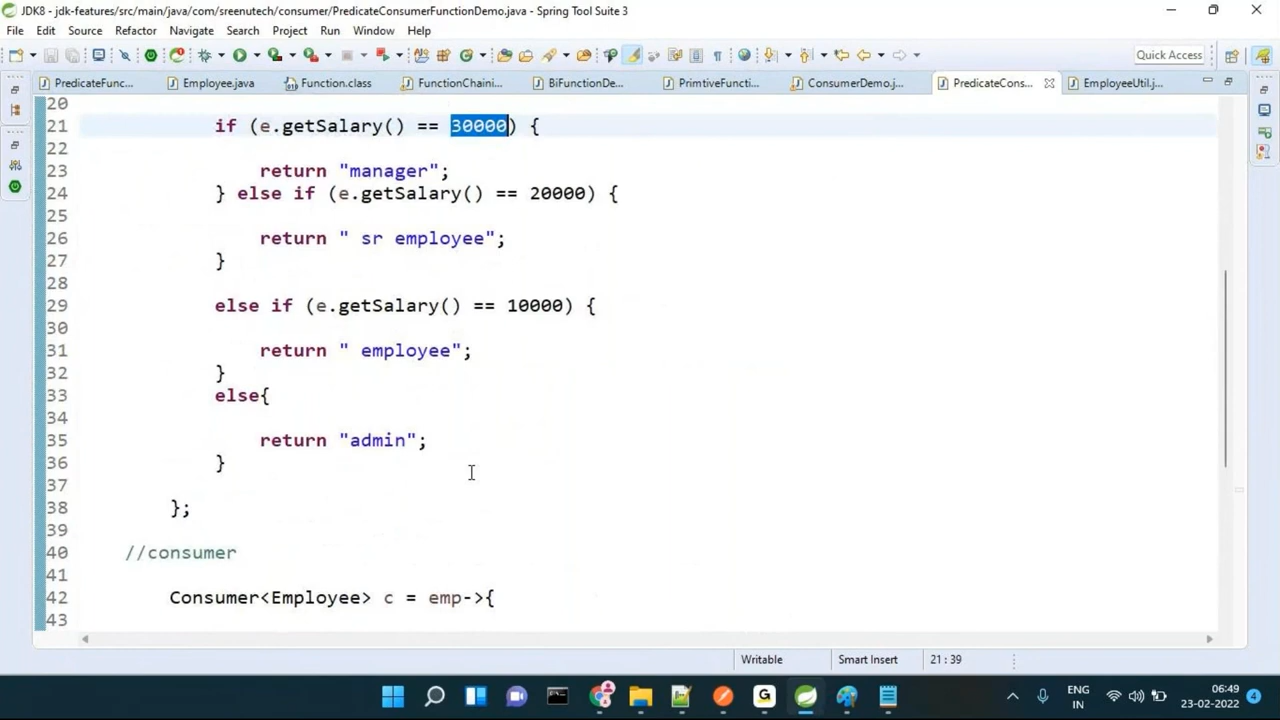 JDK8 - jdk-features/src/main/java/com/sreenutech/consumer/PredicateConsumerFunctionDemo.java - Spring Tool Suite 3
File Edit Source Refactor Navigate Search Project Run Window Help
Quick Access
PredicateFunc... Employee.java Function.class FunctionChaini... BiFunctionDe... PrimtiveFuncti... ConsumerDemo.j... PredicateCons... EmployeeUtil.j...
20
21 if (e.getSalary() == 30000) {
22
23 return "manager";
24 } else if (e.getSalary() == 20000) {
25
26 return " sr employee";
27 }
28
29 else if (e.getSalary() == 10000) {
30
31 return " employee";
32 }
33 else{
34
35 return "admin";
36 }
37
38 };
39
40 //consumer
41
42 Consumer<Employee> c = emp->{
43
Writable Smart Insert 21 : 39
ENG 06:49
IN 23-02-2022 4